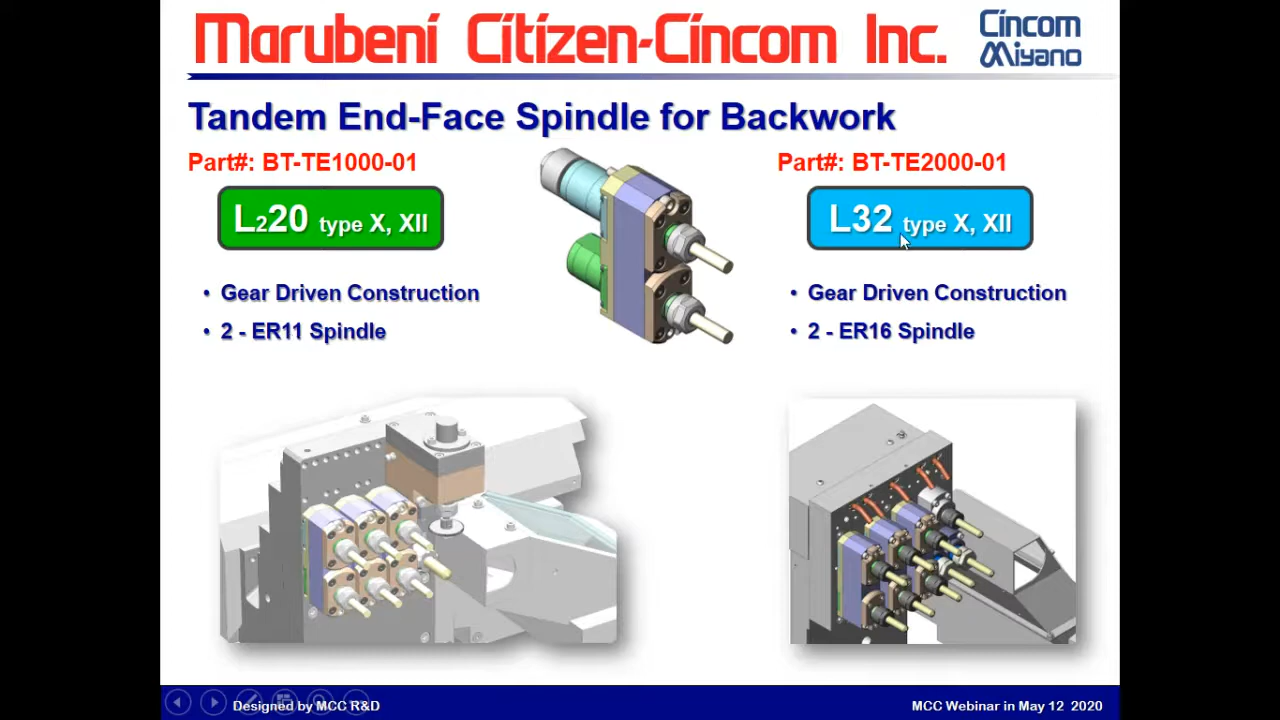 Marubeni Citizen-Cincom Inc.
Cincom
Miyano
Tandem End-Face Spindle for Backwork
Part#: BT-TE1000-01
L220 type X, XII
• Gear Driven Construction
• 2 - ER11 Spindle
Part#: BT-TE2000-01
L32 type X, XII
• Gear Driven Construction
• 2 - ER16 Spindle
Designed by MCC R&D
MCC Webinar in May 12 2020